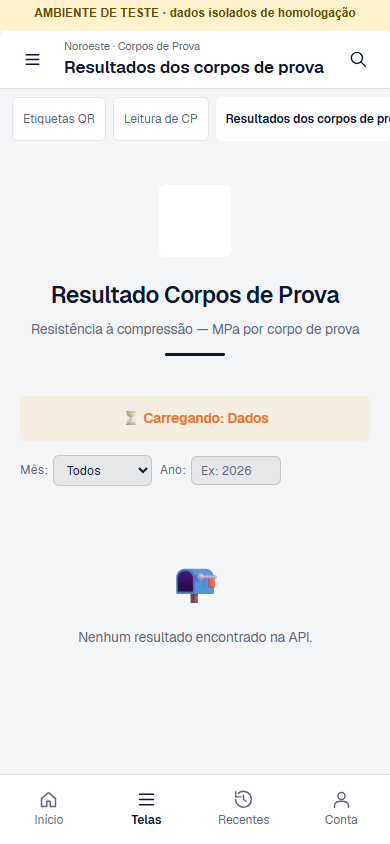 AMBIENTE DE TESTE · dados isolados de homologação
Noroeste · Corpos de Prova
Resultados dos corpos de prova
Etiquetas QR
Leitura de CP
Resultados dos corpos de pr
Resultado Corpos de Prova
Resistência à compressão — MPa por corpo de prova
⏳ Carregando: Dados
Mês: Todos Ano: Ex: 2026
Nenhum resultado encontrado na API.
Início
Telas
Recentes
Conta